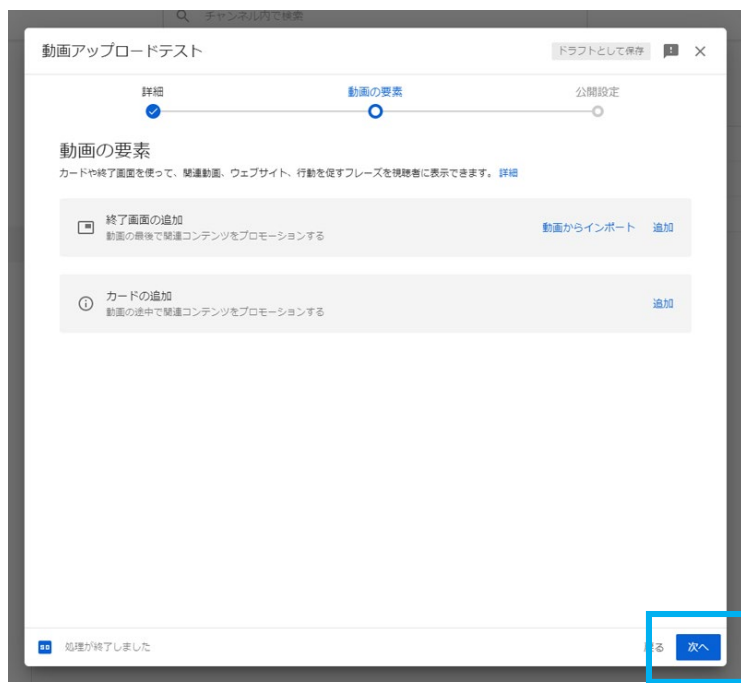 チャンネル内で検索
動画アップロードテスト
ドラフトとして保存
詳細
動画の要素
公開設定
動画の要素
カードや終了画面を使って、関連動画、ウェブサイト、行動を促すフレーズを視聴者に表示できます。 詳細
終了画面の追加
動画の最後で関連コンテンツをプロモーションする
動画からインポート 追加
カードの追加
動画の途中で関連コンテンツをプロモーションする
追加
SD 処理が終了しました
戻る 次へ